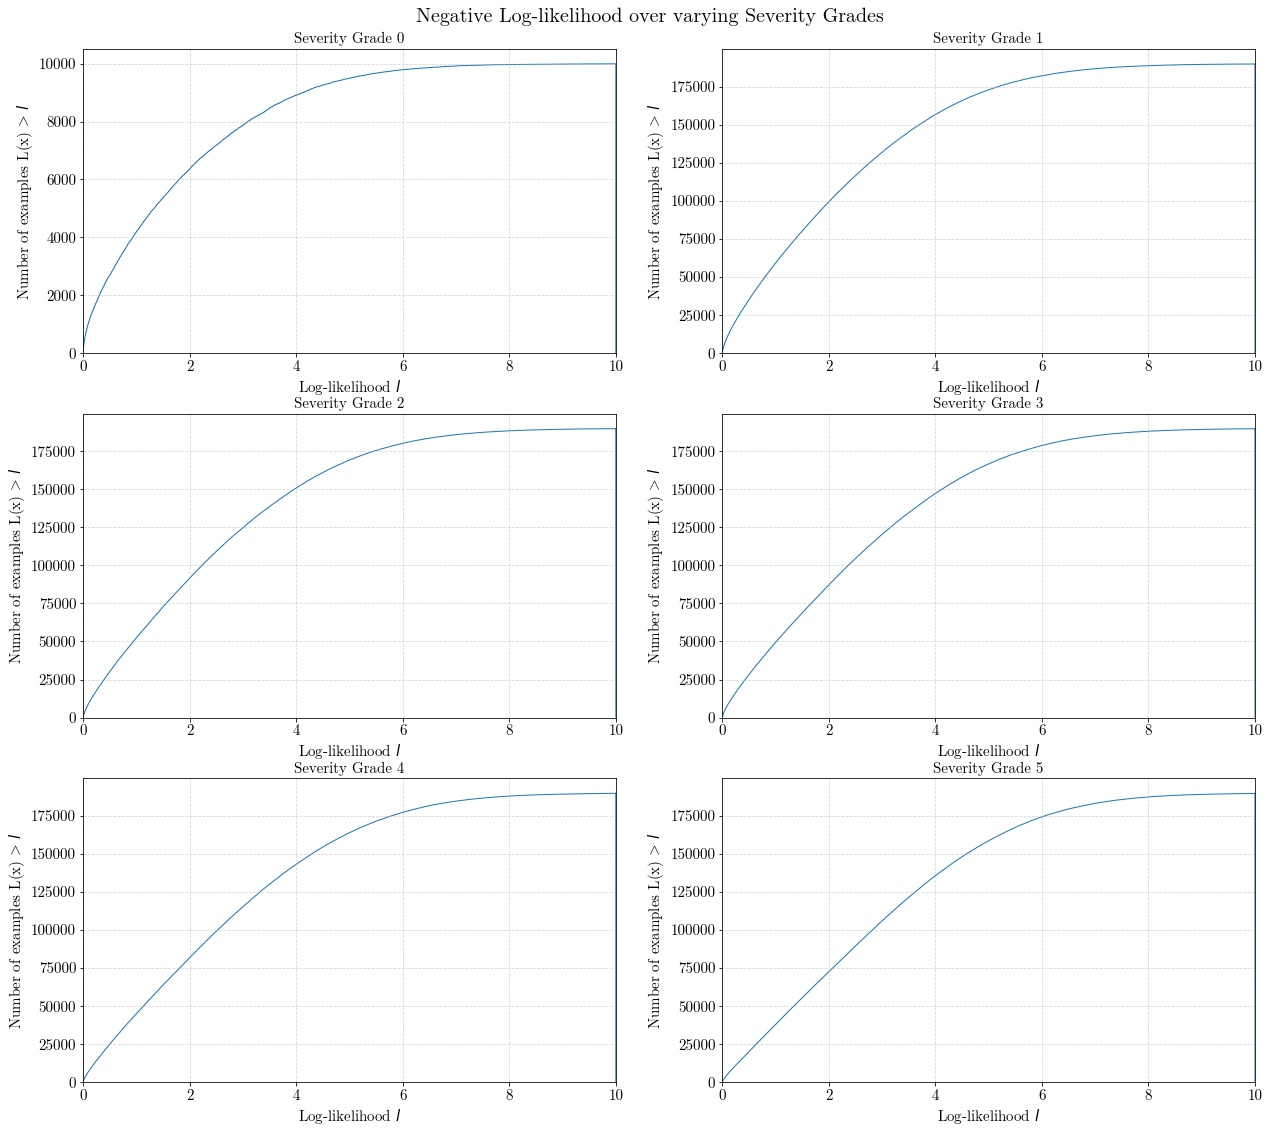 Negative Log-likelihood over varying Severity Grades
Severity Grade 0
Number of examples L(x) > l
10000
8000
6000
4000
2000
0
0 2 4 6 8 10
Log-likelihood l
Severity Grade 1
Number of examples L(x) > l
175000
150000
125000
100000
75000
50000
25000
0
0 2 4 6 8 10
Log-likelihood l
Severity Grade 2
Number of examples L(x) > l
175000
150000
125000
100000
75000
50000
25000
0
0 2 4 6 8 10
Log-likelihood l
Severity Grade 3
Number of examples L(x) > l
175000
150000
125000
100000
75000
50000
25000
0
0 2 4 6 8 10
Log-likelihood l
Severity Grade 4
Number of examples L(x) > l
175000
150000
125000
100000
75000
50000
25000
0
0 2 4 6 8 10
Log-likelihood l
Severity Grade 5
Number of examples L(x) > l
175000
150000
125000
100000
75000
50000
25000
0
0 2 4 6 8 10
Log-likelihood l